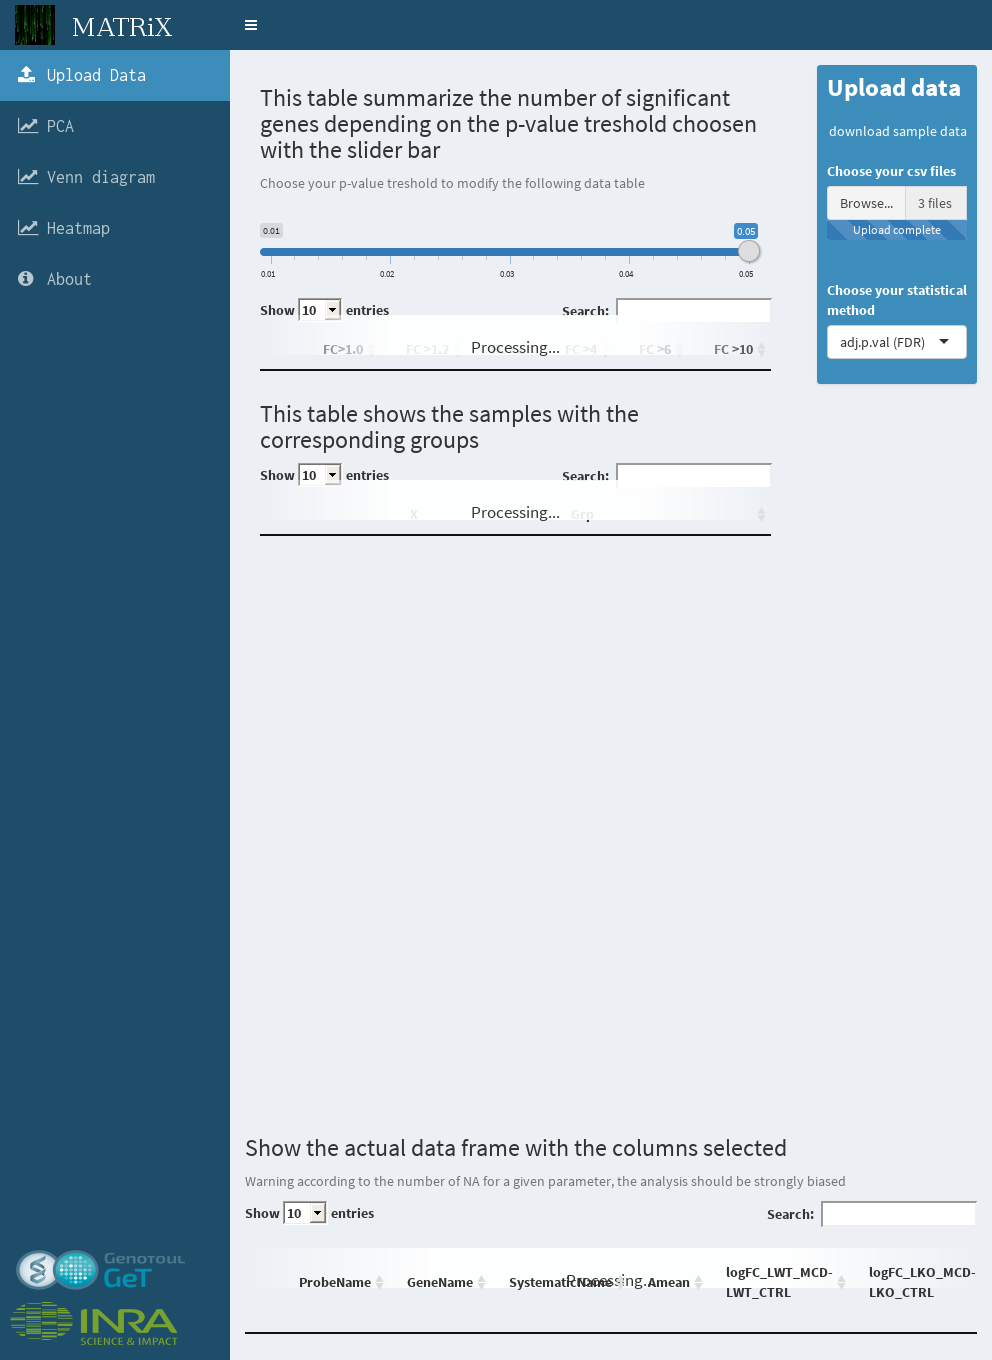 MATRiX
Upload Data
PCA
Venn diagram
Heatmap
About
This table summarize the number of significant
genes depending on the p-value treshold choosen
with the slider bar
Choose your p-value treshold to modify the following data table
0.01
0.05
0.01 0.02 0.03 0.04 0.05
Show 10 entries
Search:
FC>1.0 FC >1.2 Processing... FC >4 FC >6 FC >10
This table shows the samples with the
corresponding groups
Show 10 entries
Search:
X Processing... Grp
Upload data
download sample data
Choose your csv files
Browse... 3 files
Upload complete
Choose your statistical
method
adj.p.val (FDR)
Show the actual data frame with the columns selected
Warning according to the number of NA for a given parameter, the analysis should be strongly biased
Show 10 entries
Search:
Processing...
ProbeName GeneName SystematicName Amean logFC_LWT_MCD-
LWT_CTRL
logFC_LKO_MCD-
LKO_CTRL
GENOTOUL
GeT
INRA
SCIENCE & IMPACT